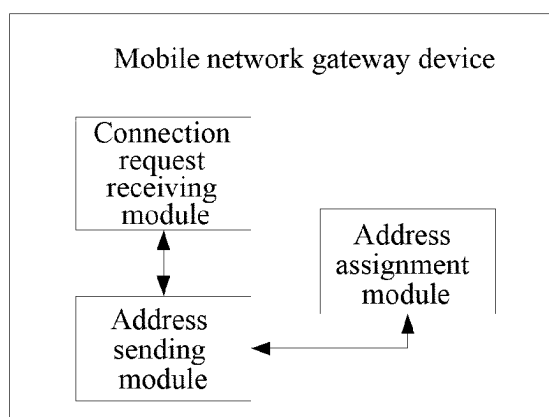 Mobile network gateway device
Connection
request
receiving
module
Address
assignment
module
Address
sending
module